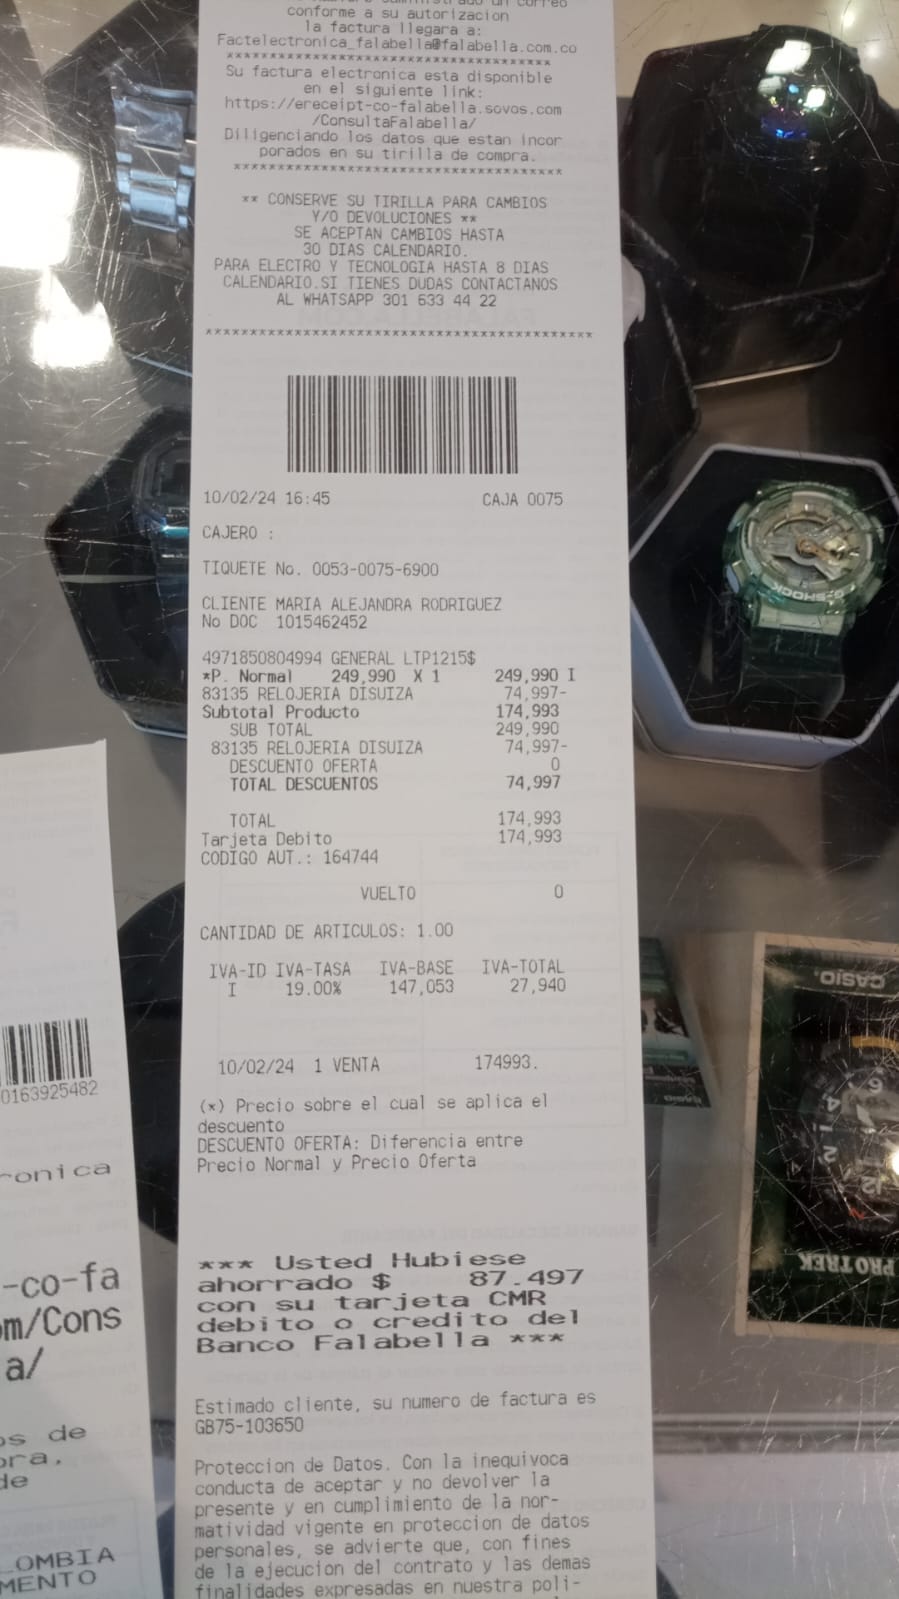 conforme a su autorizacion
la factura llegara a:
Factelectronica_falabella@falabella.com.co
****************************************
Su factura electronica esta disponible
en el siguiente link:
https://ereceipt-co-falabella.sovos.com
/ConsultaFalabella/
Diligenciando los datos que estan incor
porados en su tirilla de compra.
****************************************
** CONSERVE SU TIRILLA PARA CAMBIOS
Y/O DEVOLUCIONES **
SE ACEPTAN CAMBIOS HASTA
30 DIAS CALENDARIO.
PARA ELECTRO Y TECNOLOGIA HASTA 8 DIAS
CALENDARIO.SI TIENES DUDAS CONTACTANOS
AL WHATSAPP 301 633 44 22
********************************************
10/02/24 16:45 CAJA 0075
CAJERO :
TIQUETE No. 0053-0075-6900
CLIENTE MARIA ALEJANDRA RODRIGUEZ
No DOC 1015462452
4971850804994 GENERAL LTP1215$
*P. Normal 249,990 X 1 249,990 I
83135 RELOJERIA DISUIZA 74,997-
Subtotal Producto 174,993
SUB TOTAL 249,990
83135 RELOJERIA DISUIZA 74,997-
DESCUENTO OFERTA 0
TOTAL DESCUENTOS 74,997
TOTAL 174,993
Tarjeta Debito 174,993
CODIGO AUT.: 164744
VUELTO 0
CANTIDAD DE ARTICULOS: 1.00
IVA-ID IVA-TASA IVA-BASE IVA-TOTAL
I 19.00% 147,053 27,940
10/02/24 1 VENTA 174993.
(*) Precio sobre el cual se aplica el
descuento
DESCUENTO OFERTA: Diferencia entre
Precio Normal y Precio Oferta
*** Usted Hubiese
ahorrado $ 87.497
con su tarjeta CMR
debito o credito del
Banco Falabella ***
Estimado cliente, su numero de factura es
GB75-103650
Proteccion de Datos. Con la inequivoca
conducta de aceptar y no devolver la
presente y en cumplimiento de la nor-
matividad vigente en proteccion de datos
personales, se advierte que, con fines
de la ejecucion del contrato y las demas
finalidades expresadas en nuestra poli-
0163925482
ronica
-co-fa
om/Cons
a/
os de
ora.
de
LOMBIA
MENTO
G-SHOCK
CASIO
PRO TREK